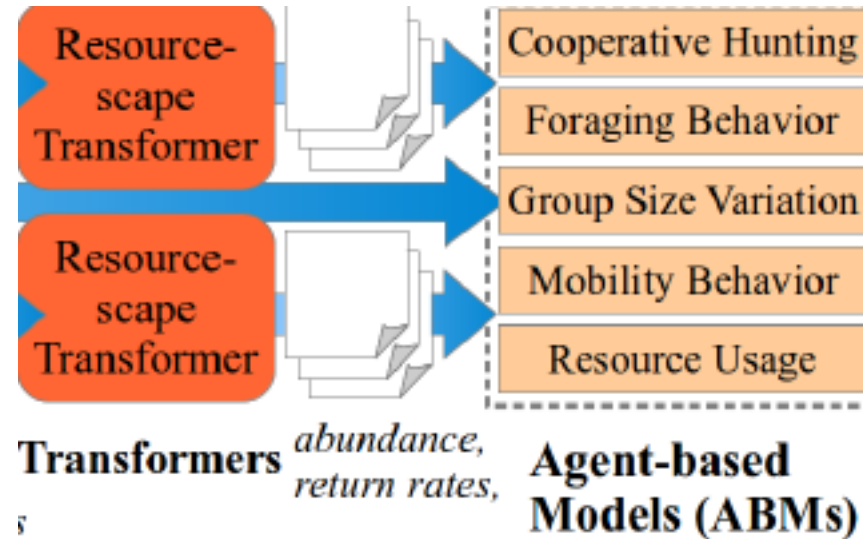 Resource-
scape
Transformer
Resource-
scape
Transformer
Cooperative Hunting
Foraging Behavior
Group Size Variation
Mobility Behavior
Resource Usage
Transformers
s
abundance,
return rates,
Agent-based
Models (ABMs)